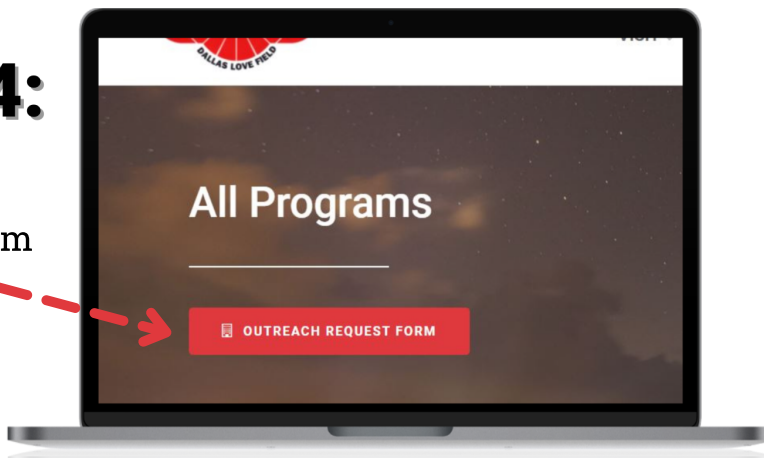 4:
m
DALLAS LOVE FIELD
All Programs
OUTREACH REQUEST FORM